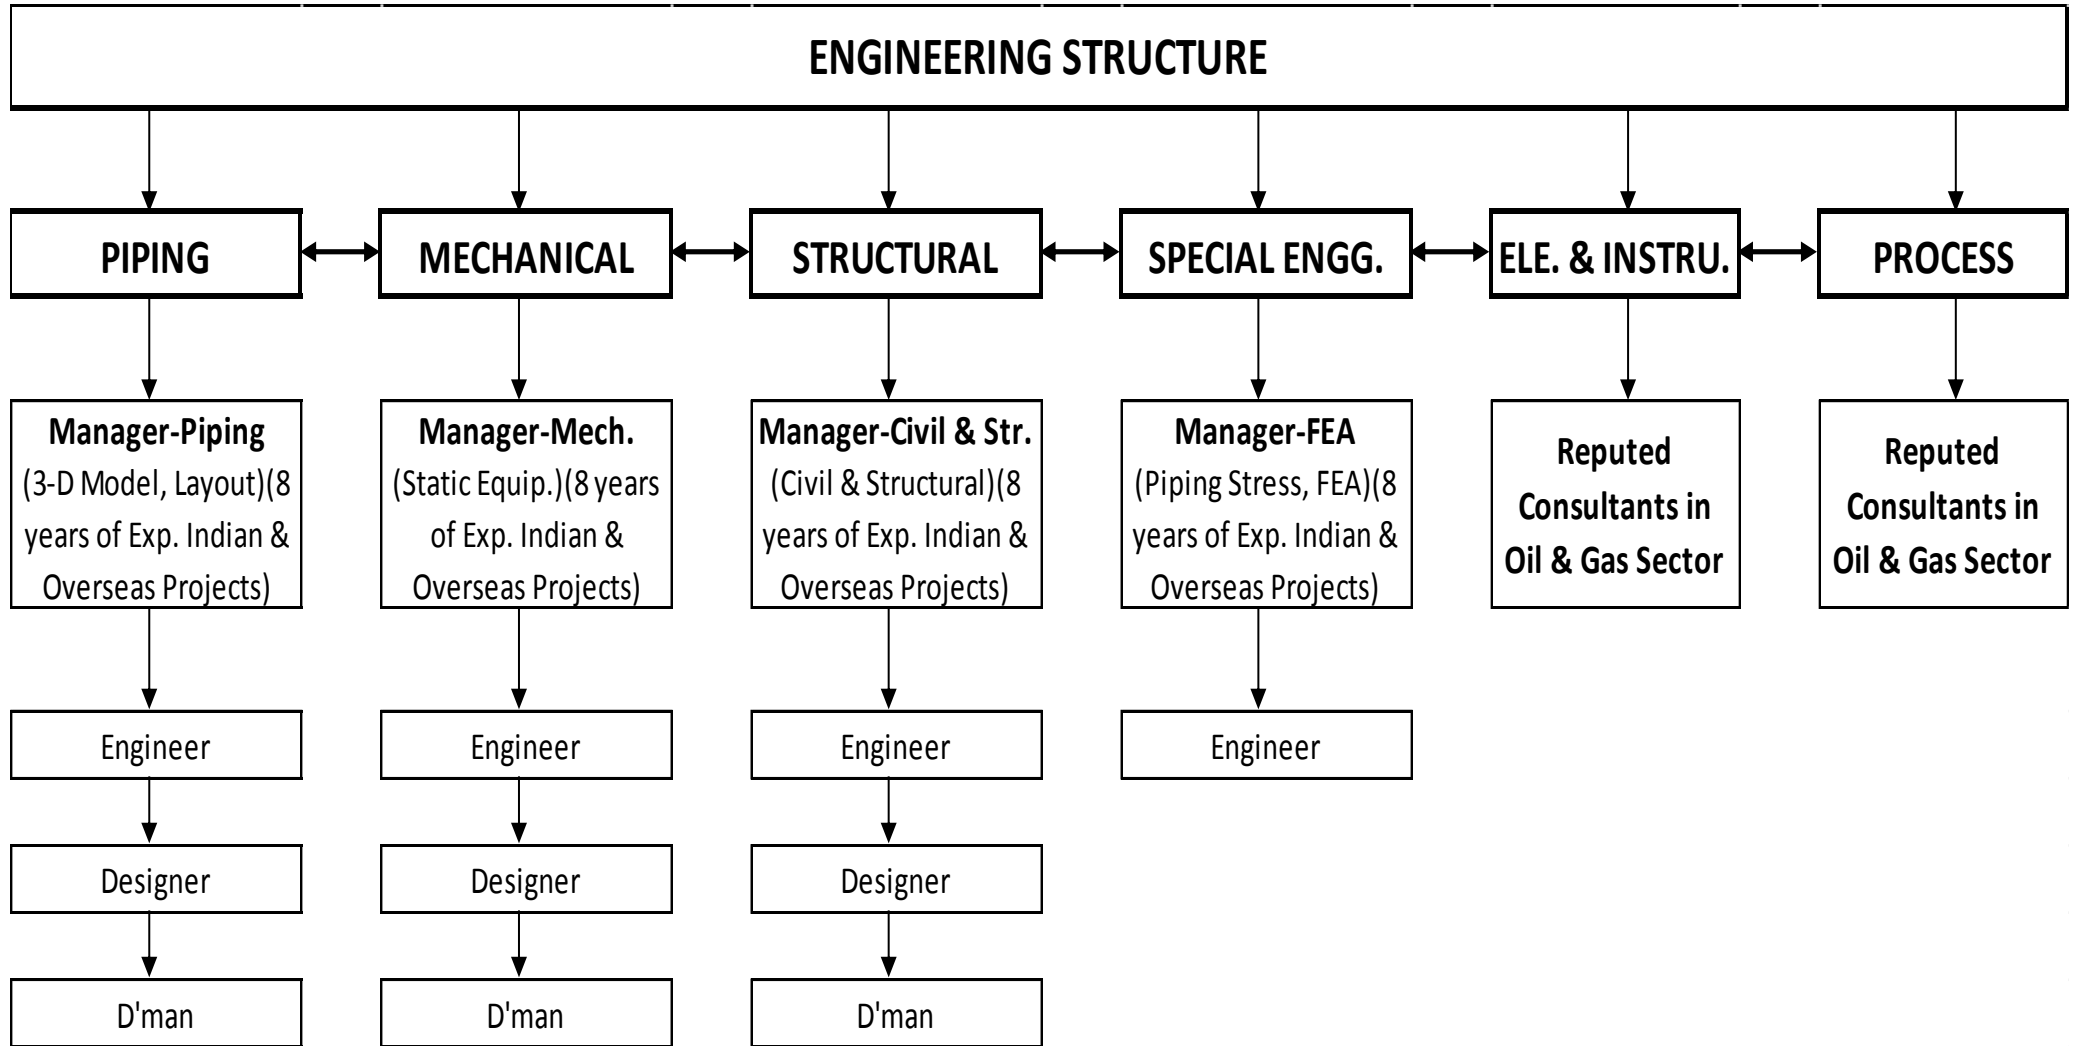 ENGINEERING STRUCTURE
PIPING
MECHANICAL
STRUCTURAL
SPECIAL ENGG.
ELE. & INSTRU.
PROCESS
Manager-Piping
(3-D Model, Layout)(8
years of Exp. Indian &
Overseas Projects)
Manager-Mech.
(Static Equip.)(8 years
of Exp. Indian &
Overseas Projects)
Manager-Civil & Str.
(Civil & Structural)(8
years of Exp. Indian &
Overseas Projects)
Manager-FEA
(Piping Stress, FEA)(8
years of Exp. Indian &
Overseas Projects)
Reputed
Consultants in
Oil & Gas Sector
Reputed
Consultants in
Oil & Gas Sector
Engineer
Engineer
Engineer
Engineer
Designer
Designer
Designer
D'man
D'man
D'man